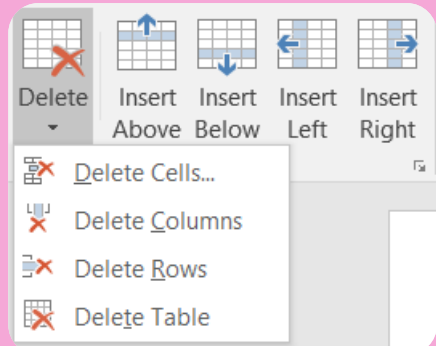 Delete
Insert Above
Insert Below
Insert Left
Insert Right
Delete Cells...
Delete Columns
Delete Rows
Delete Table